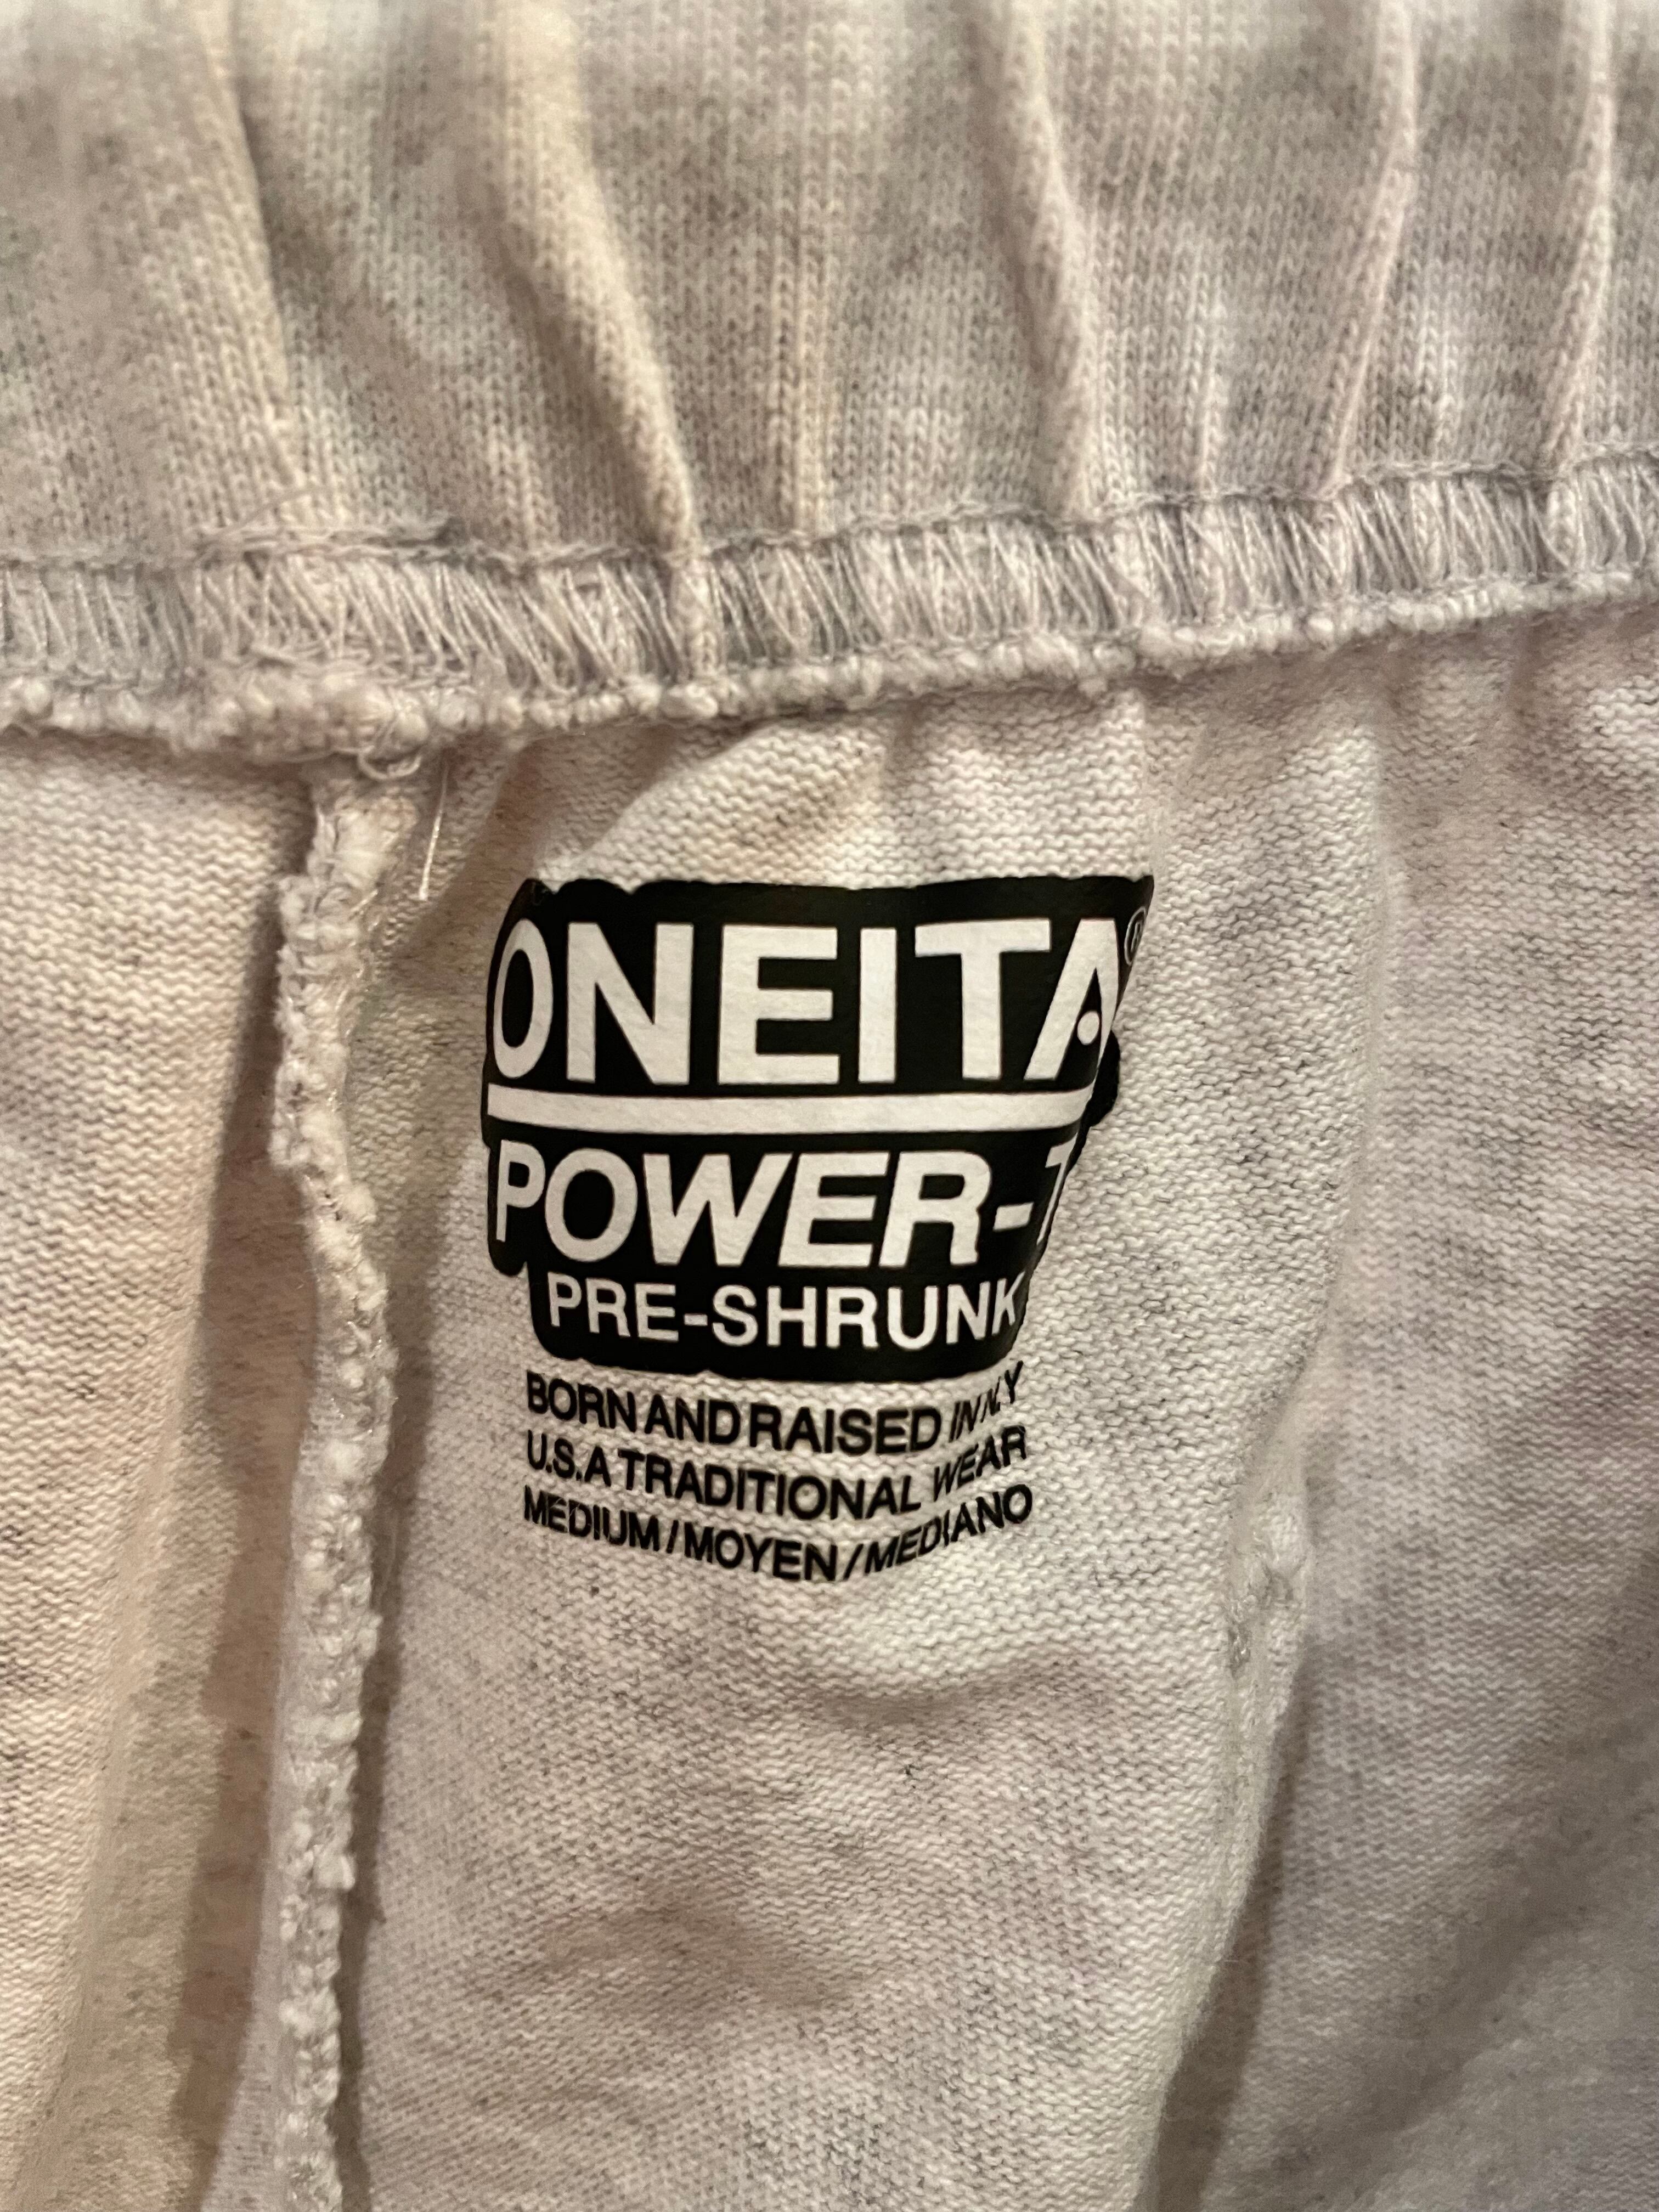 ONEITA®
POWER-T
PRE-SHRUNK
BORN AND RAISED IN N.Y
U.S.A TRADITIONAL WEAR
MEDIUM / MOYEN / MEDIANO